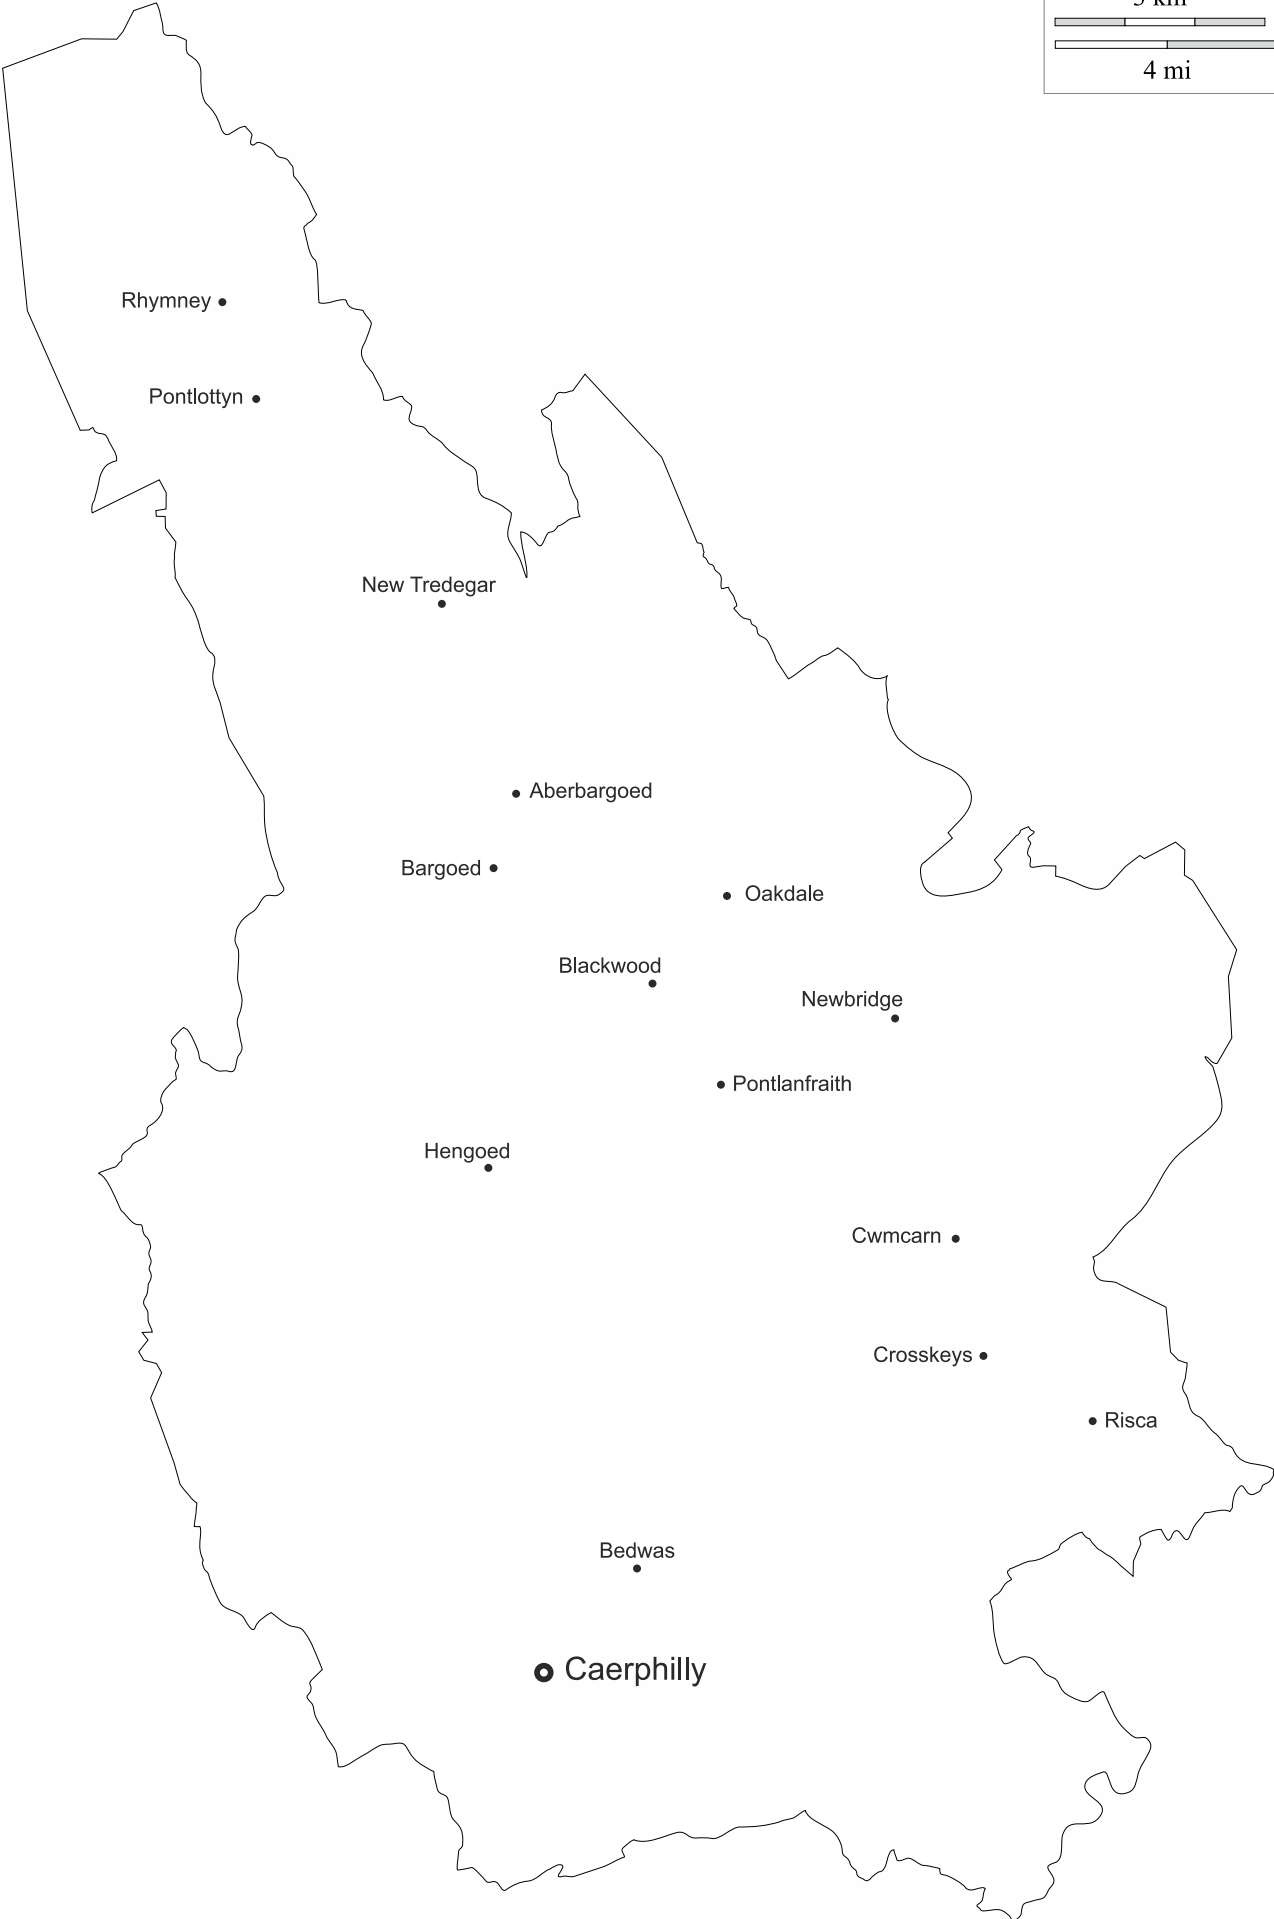 4 mi
Rhymney
Pontlottyn
New Tredegar
Aberbargoed
Bargoed
Oakdale
Blackwood
Newbridge
Pontlanfraith
Hengoed
Cwmcarn
Crosskeys
Risca
Bedwas
Caerphilly